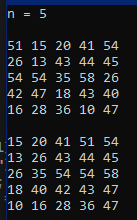 n = 5
51 15 20 41 54
26 13 43 44 45
54 54 35 58 26
42 47 18 43 40
16 28 36 10 47
15 20 41 51 54
13 26 43 44 45
26 35 54 54 58
18 40 42 43 47
10 16 28 36 47